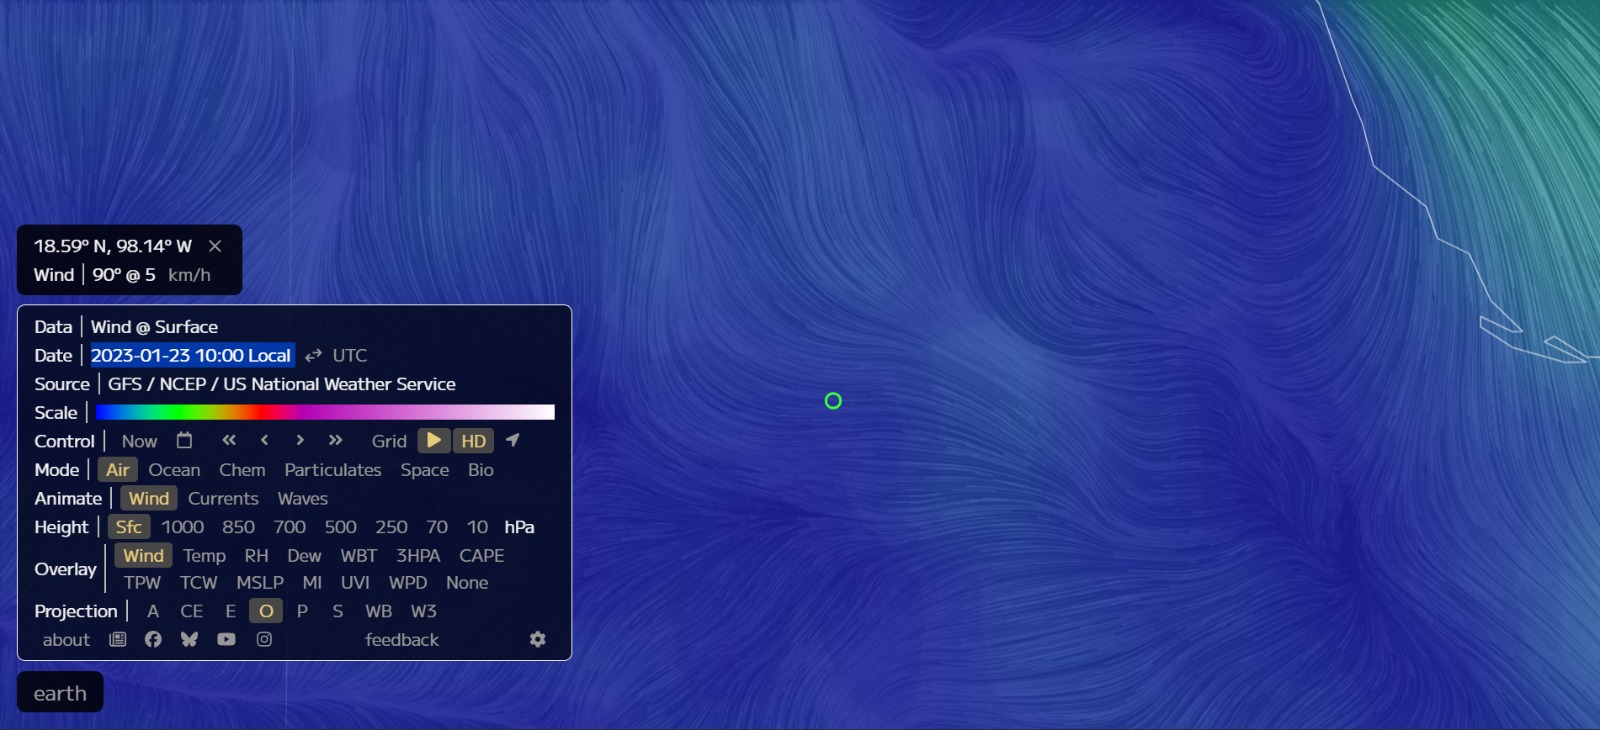 18.59° N, 98.14° W ×
Wind | 90° @ 5 km/h
Data | Wind @ Surface
Date | 2023-01-23 10:00 Local ⇄ UTC
Source | GFS / NCEP / US National Weather Service
Scale |
Control | Now « ‹ › » Grid ▶ HD
Mode | Air Ocean Chem Particulates Space Bio
Animate | Wind Currents Waves
Height | Sfc 1000 850 700 500 250 70 10 hPa
Overlay | Wind Temp RH Dew WBT 3HPA CAPE
TPW TCW MSLP MI UVI WPD None
Projection | A CE E O P S WB W3
about feedback
earth